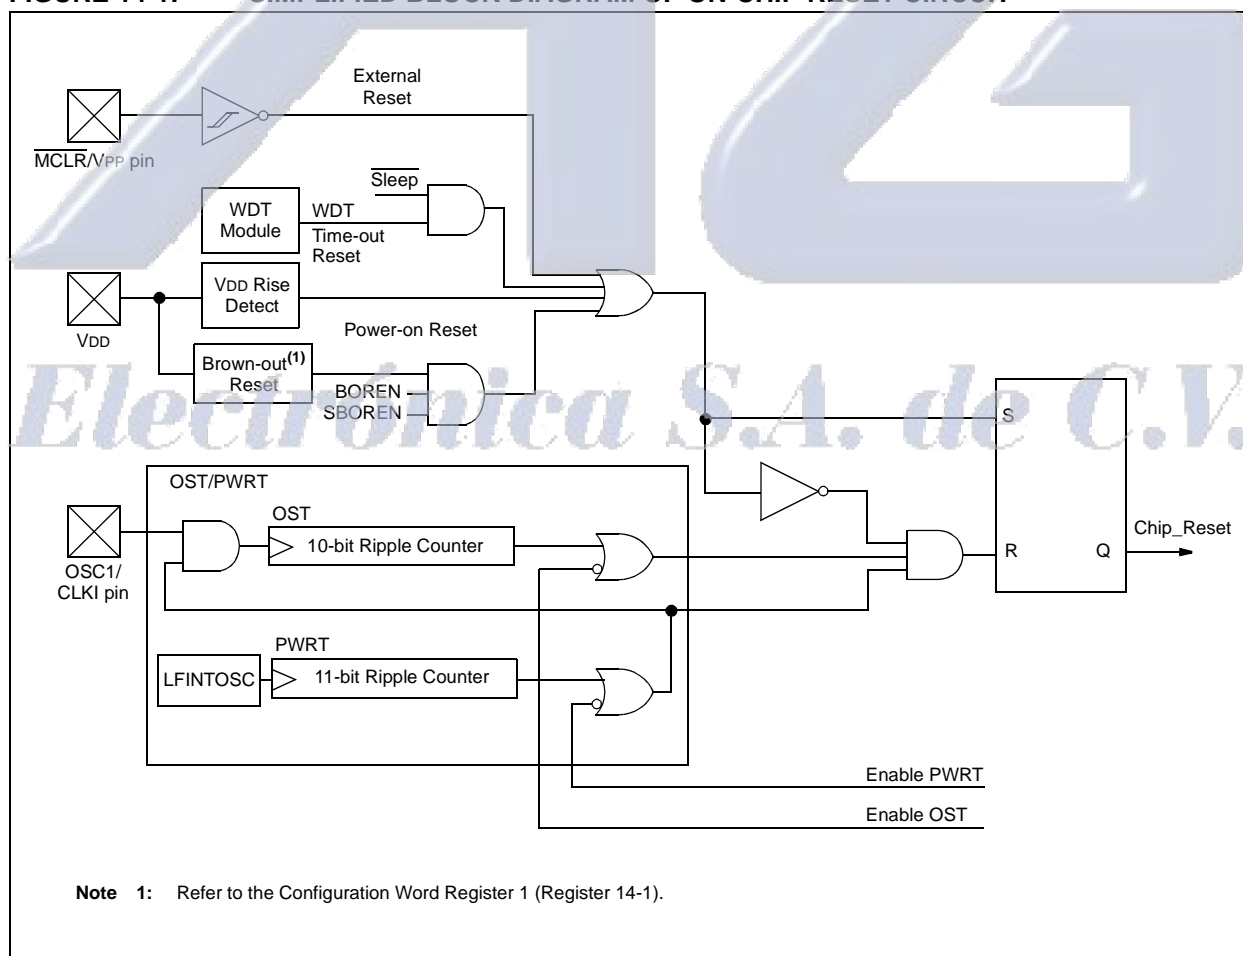 External
Reset
MCLR/VPP pin
Sleep
WDT
Module
WDT
Time-out
Reset
VDD Rise
Detect
VDD
Power-on Reset
Brown-out(1)
Reset
BOREN
SBOREN
Electrónica S.A. de C.V.
S
OST/PWRT
OST
10-bit Ripple Counter
OSC1/
CLKI pin
Chip_Reset
R
Q
PWRT
LFINTOSC
11-bit Ripple Counter
Enable PWRT
Enable OST
Note 1: Refer to the Configuration Word Register 1 (Register 14-1).